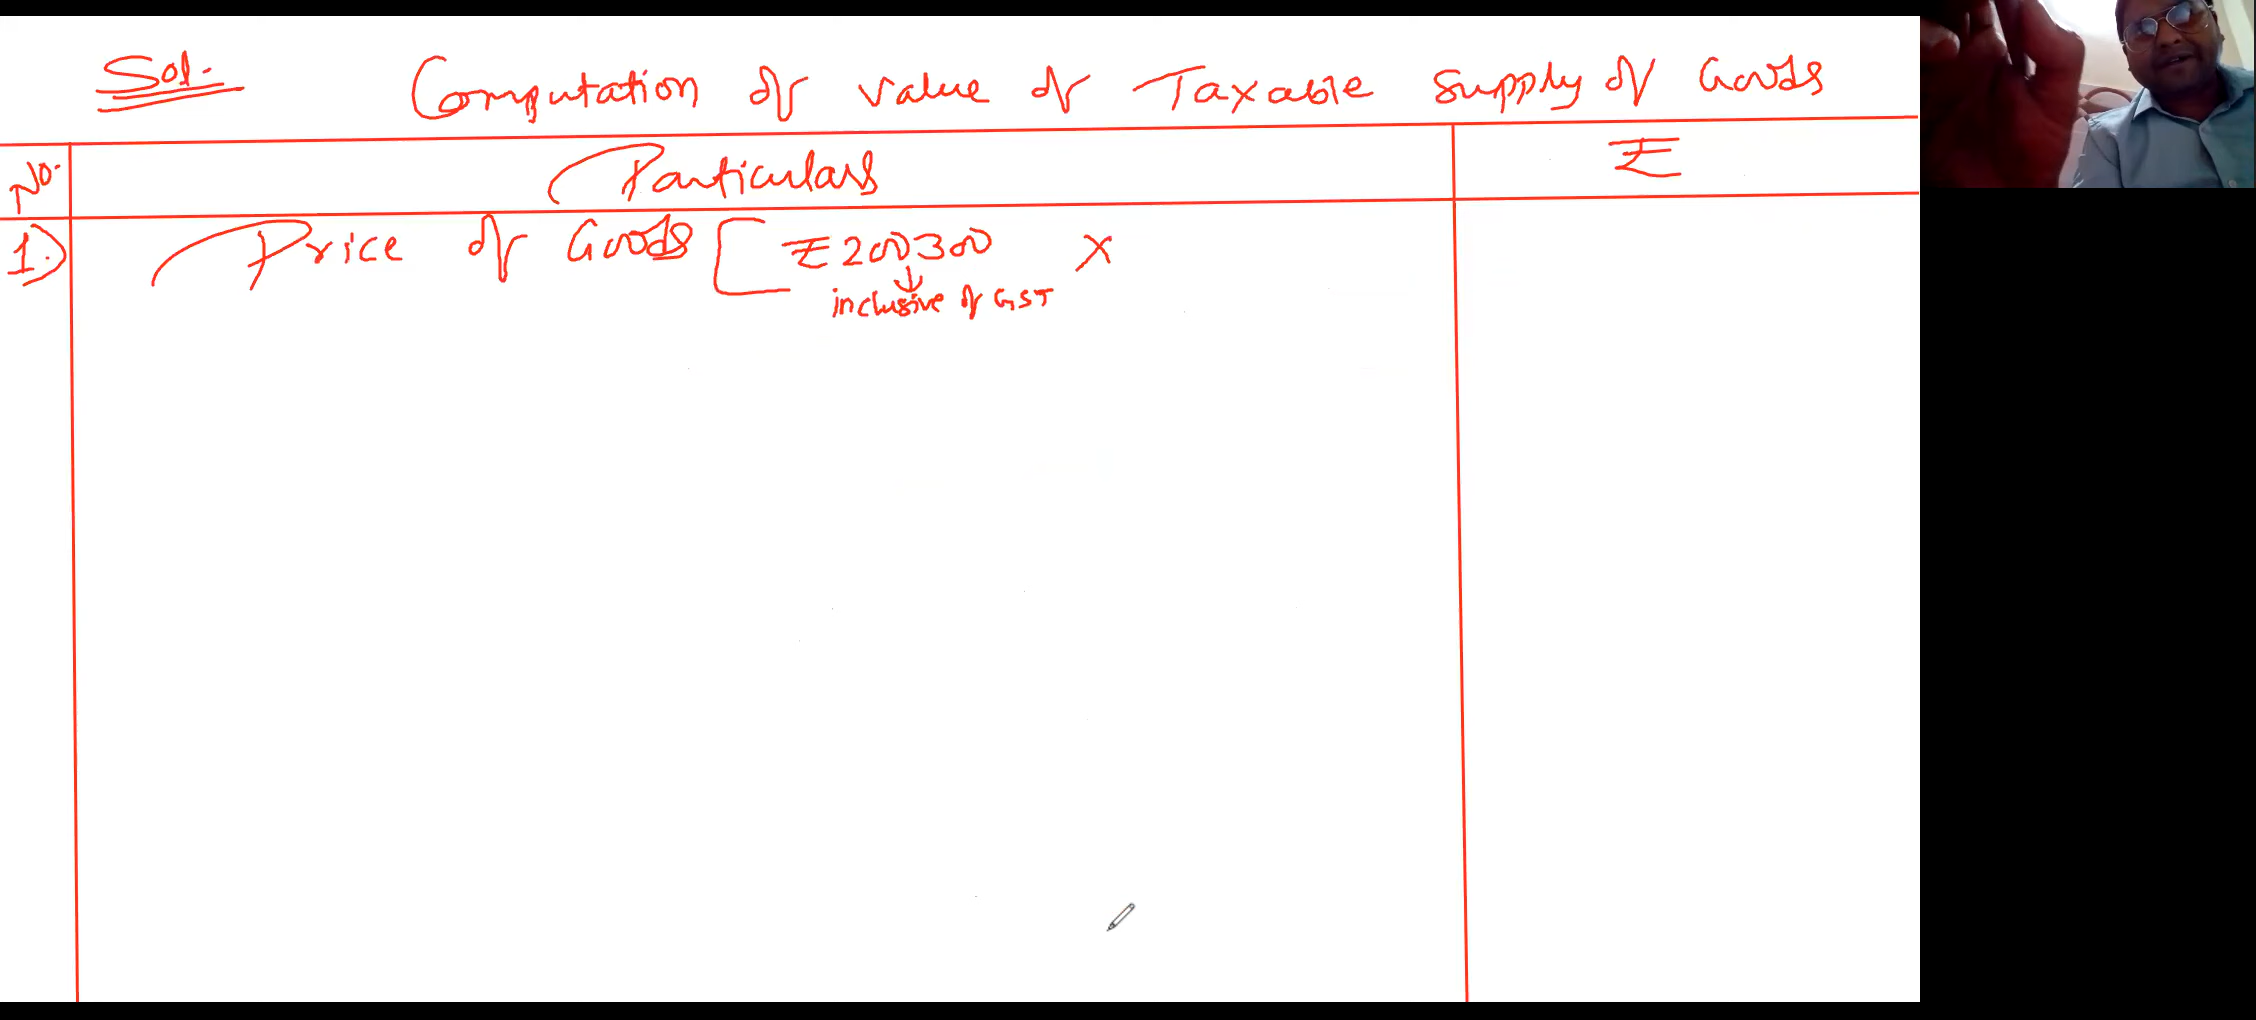 Sol.
Computation of value of Taxable supply of Goods
No. Particulars ₹
1.) Price of Goods [ ₹200300 X
inclusive of GST